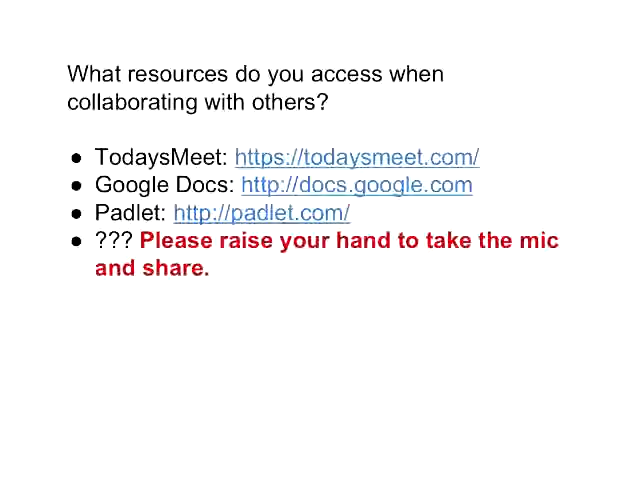 What resources do you access when
collaborating with others?
● TodaysMeet: https://todaysmeet.com/
● Google Docs: http://docs.google.com
● Padlet: http://padlet.com/
● ??? Please raise your hand to take the mic
and share.